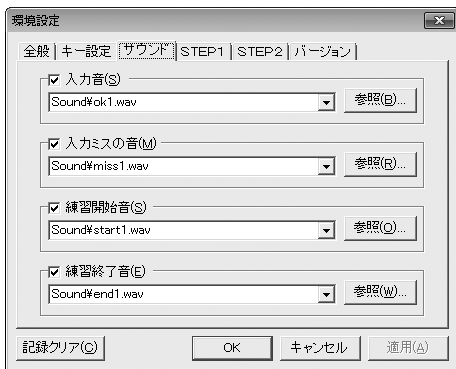 環境設定
全般 キー設定 サウンド STEP1 STEP2 バージョン
入力音(S)
Sound¥ok1.wav 参照(B)...
入力ミスの音(M)
Sound¥miss1.wav 参照(R)...
練習開始音(S)
Sound¥start1.wav 参照(O)...
練習終了音(E)
Sound¥end1.wav 参照(W)...
記録クリア(C) OK キャンセル 適用(A)